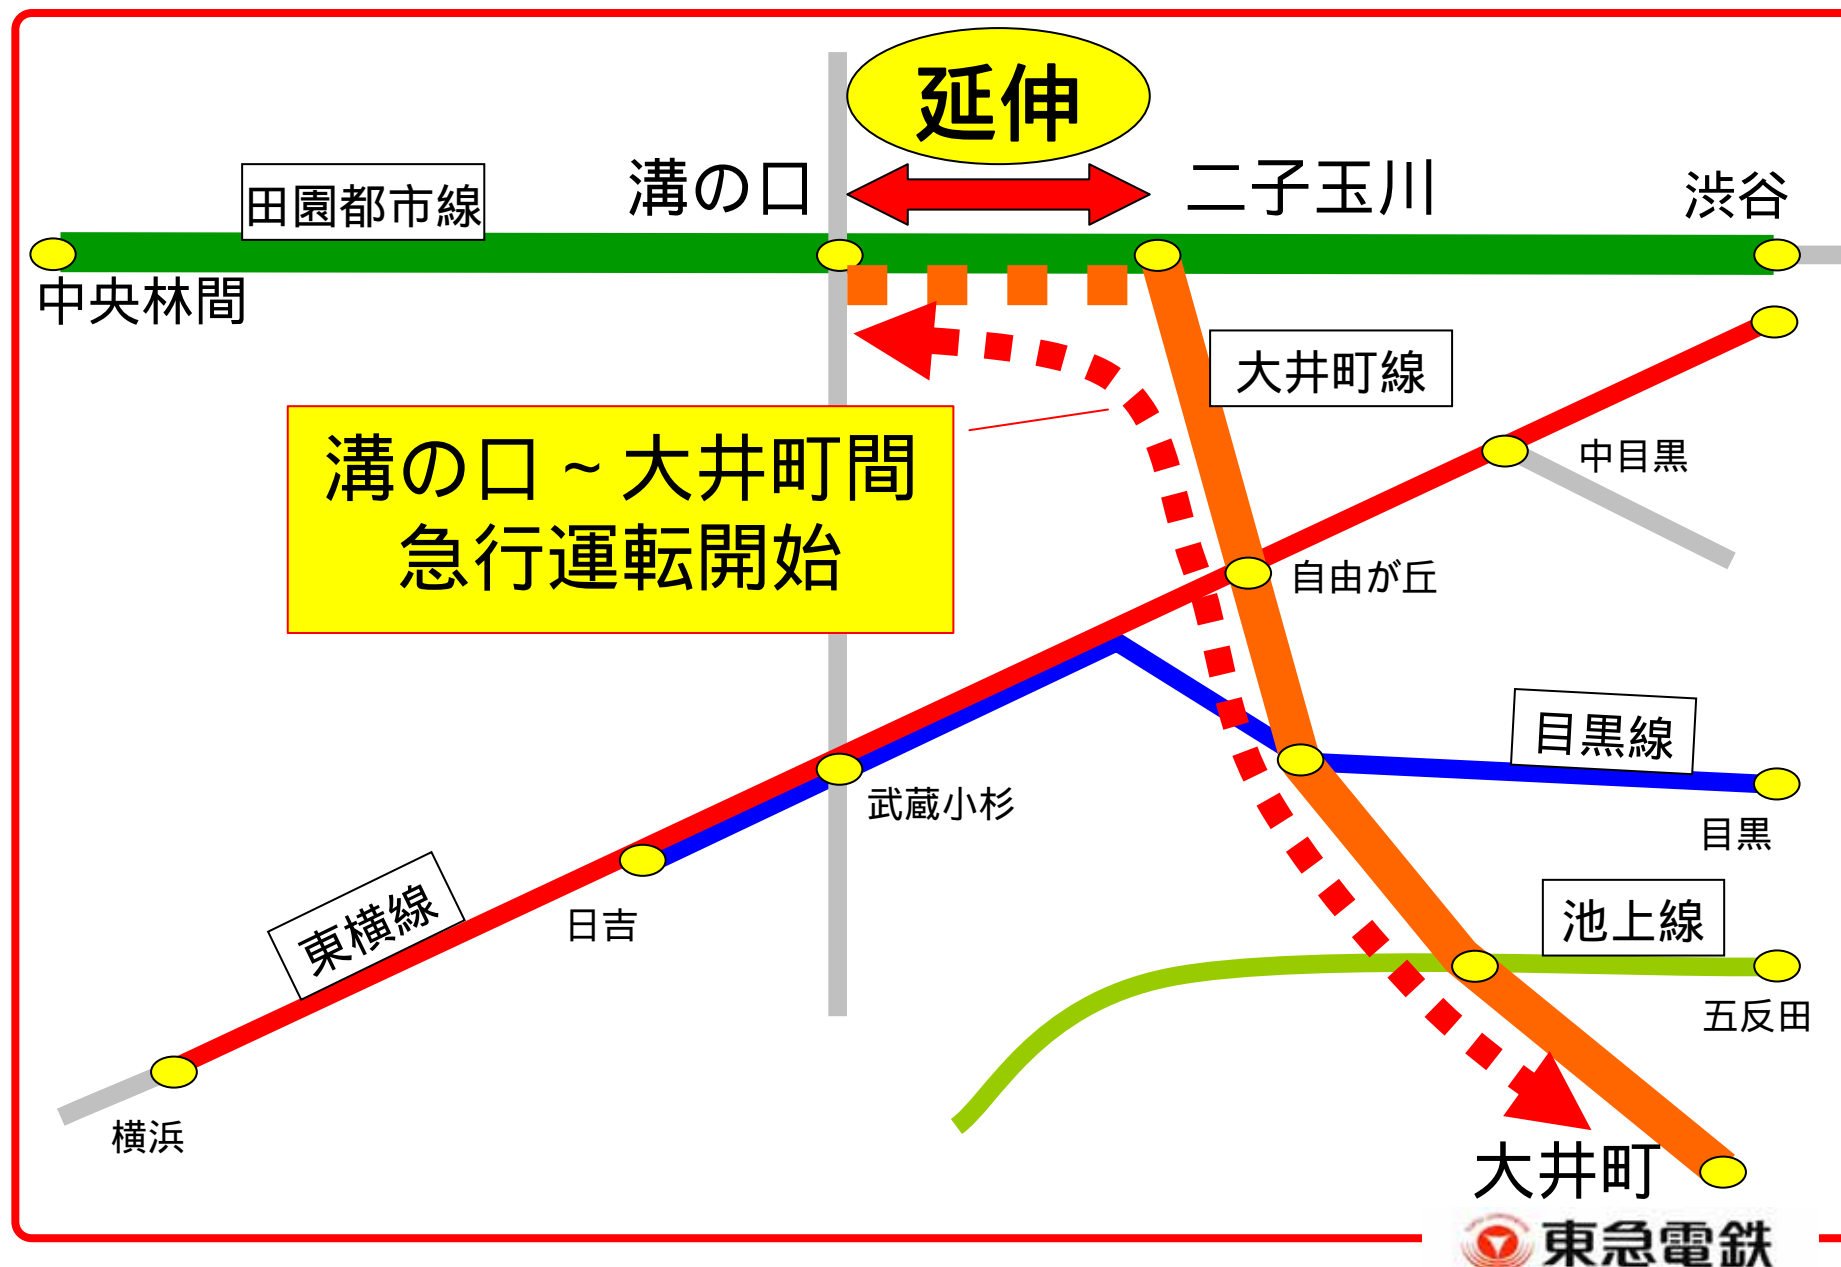 延伸
田園都市線
溝の口
二子玉川
渋谷
中央林間
大井町線
溝の口~大井町間
急行運転開始
中目黒
自由が丘
目黒線
武蔵小杉
目黒
東横線
日吉
池上線
五反田
横浜
大井町
東急電鉄